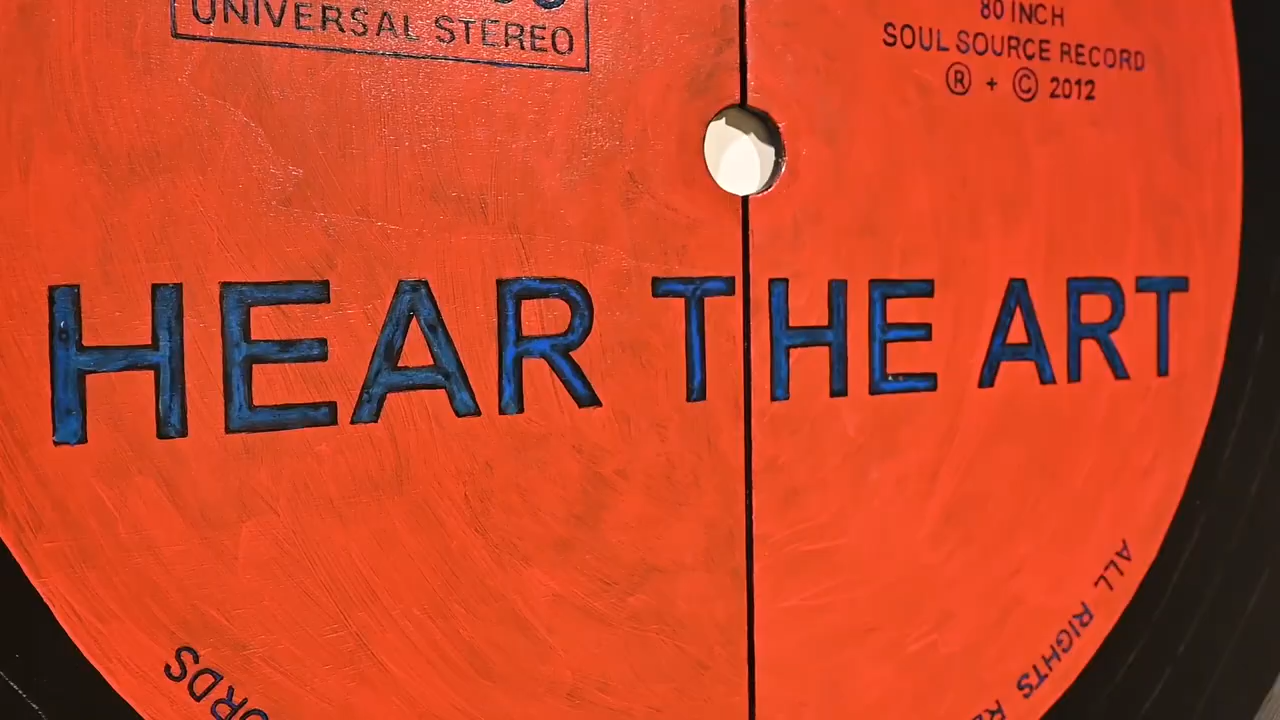 UNIVERSAL STEREO
80 INCH
SOUL SOURCE RECORD
Ⓡ + Ⓒ 2012
HEAR THE ART
ALL RIGHTS